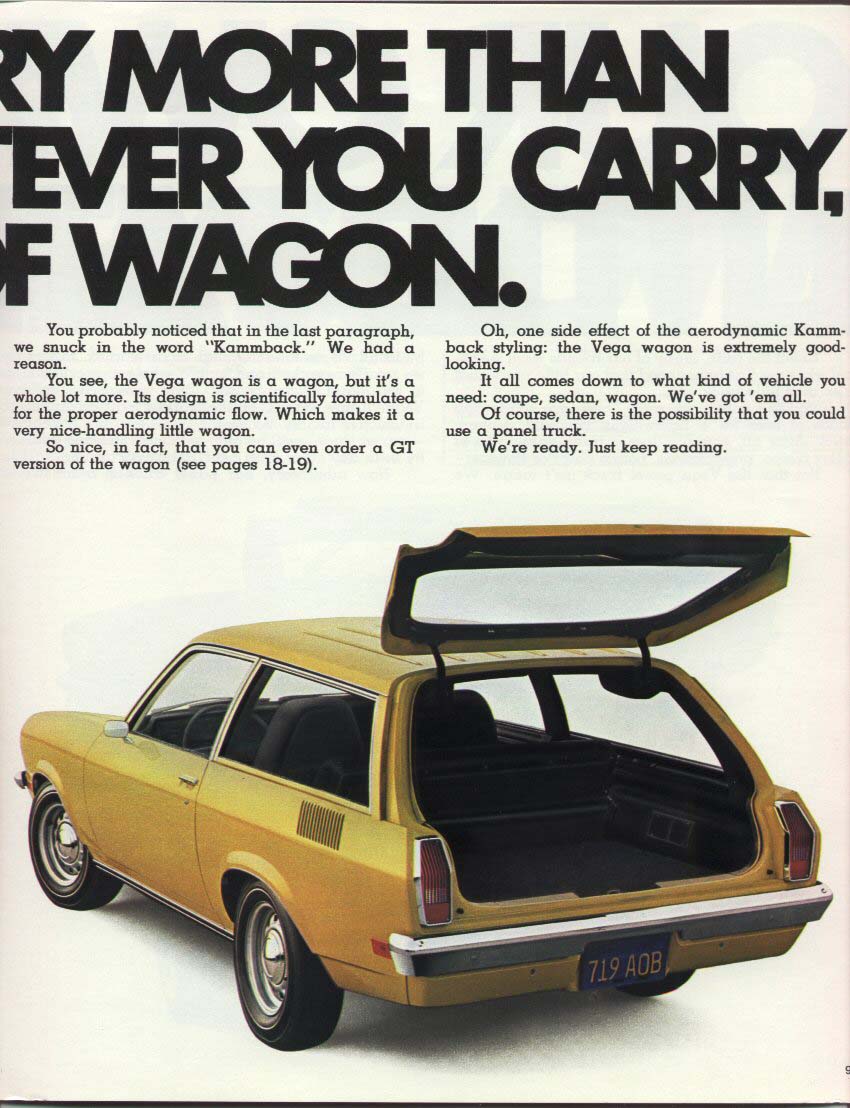 RY MORE THAN
EVER YOU CARRY,
F WAGON.
You probably noticed that in the last paragraph,
we snuck in the word "Kammback." We had a
reason.
You see, the Vega wagon is a wagon, but it's a
whole lot more. Its design is scientifically formulated
for the proper aerodynamic flow. Which makes it a
very nice-handling little wagon.
So nice, in fact, that you can even order a GT
version of the wagon (see pages 18-19).
Oh, one side effect of the aerodynamic Kamm-
back styling: the Vega wagon is extremely good-
looking.
It all comes down to what kind of vehicle you
need: coupe, sedan, wagon. We've got 'em all.
Of course, there is the possibility that you could
use a panel truck.
We're ready. Just keep reading.
719 AOB
9